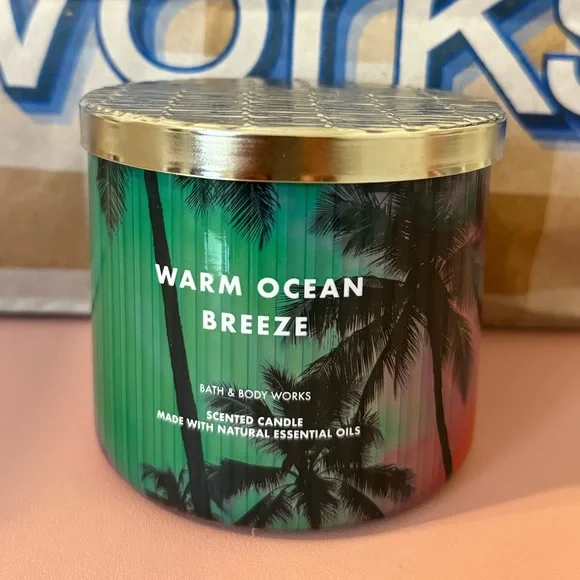 WORKS
WARM OCEAN
BREEZE
BATH & BODY WORKS
SCENTED CANDLE
MADE WITH NATURAL ESSENTIAL OILS